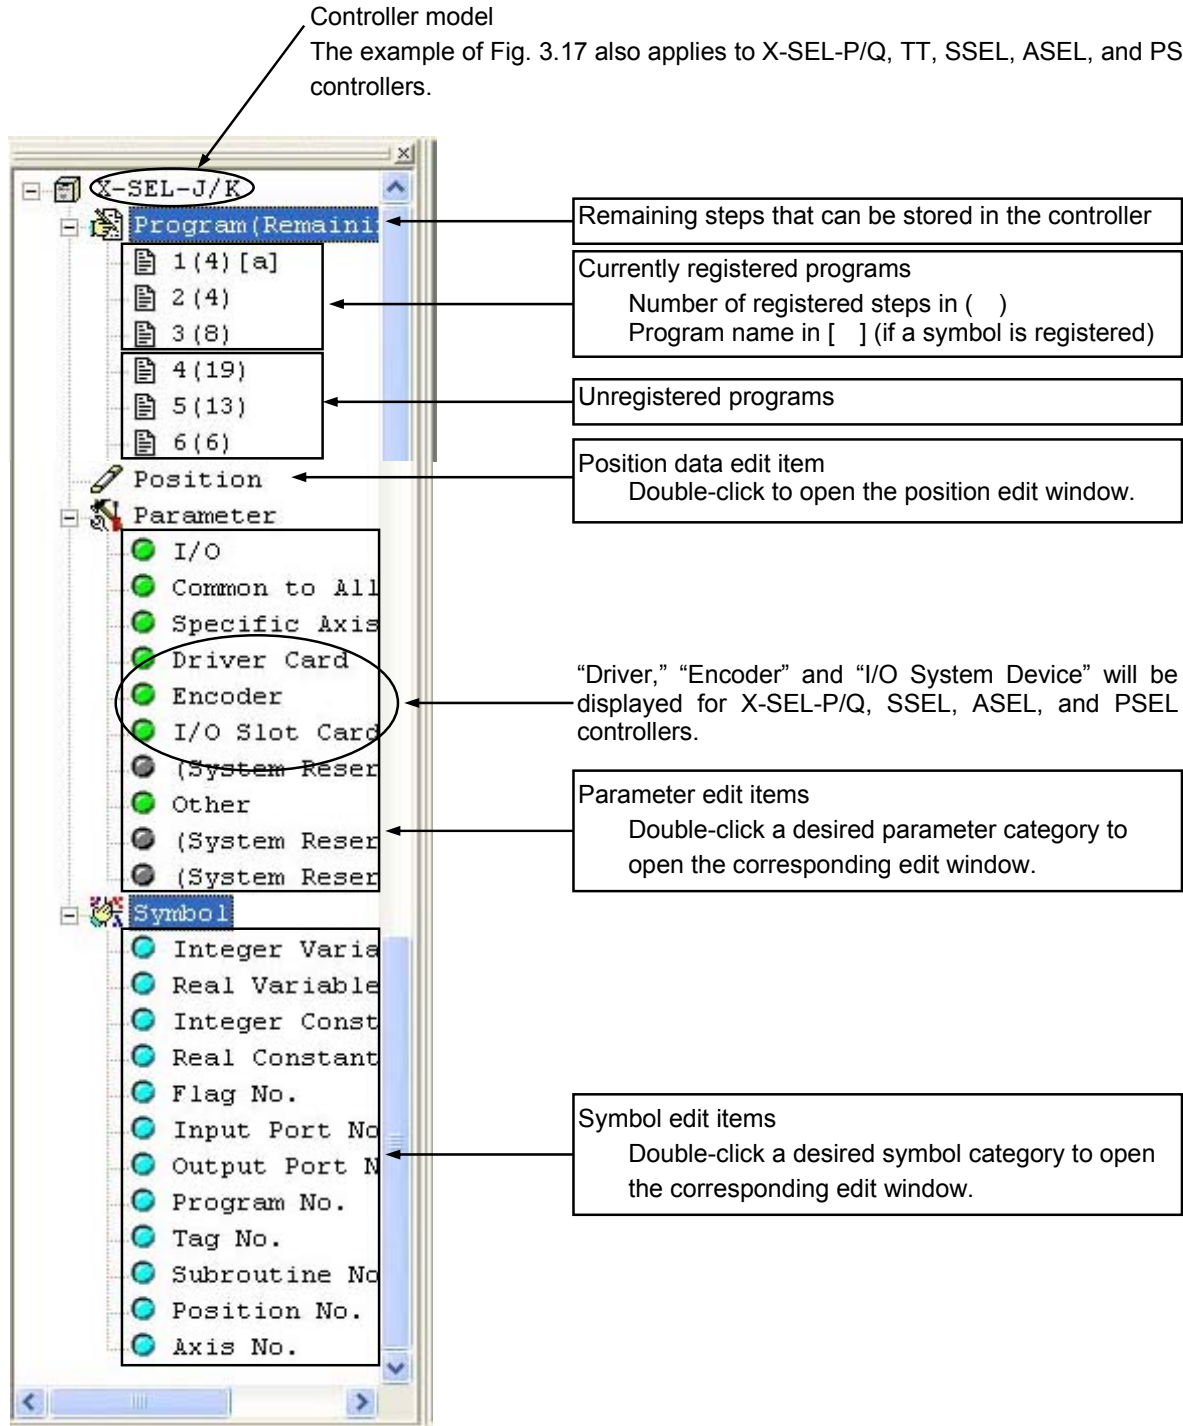 Controller model
The example of Fig. 3.17 also applies to X-SEL-P/Q, TT, SSEL, ASEL, and PS
controllers.
X-SEL-J/K
Program(Remaini
Remaining steps that can be stored in the controller
1(4)[a]
2(4)
3(8)
Currently registered programs
Number of registered steps in (   )
Program name in [   ] (if a symbol is registered)
4(19)
5(13)
6(6)
Unregistered programs
Position
Position data edit item
Double-click to open the position edit window.
Parameter
I/O
Common to All
Specific Axis
Driver Card
Encoder
I/O Slot Card
(System Reser
Other
(System Reser
(System Reser
“Driver,” “Encoder” and “I/O System Device” will be
displayed for X-SEL-P/Q, SSEL, ASEL, and PSEL
controllers.
Parameter edit items
Double-click a desired parameter category to
open the corresponding edit window.
Symbol
Integer Varia
Real Variable
Integer Const
Real Constant
Flag No.
Input Port No
Output Port N
Program No.
Tag No.
Subroutine No
Position No.
Axis No.
Symbol edit items
Double-click a desired symbol category to open
the corresponding edit window.